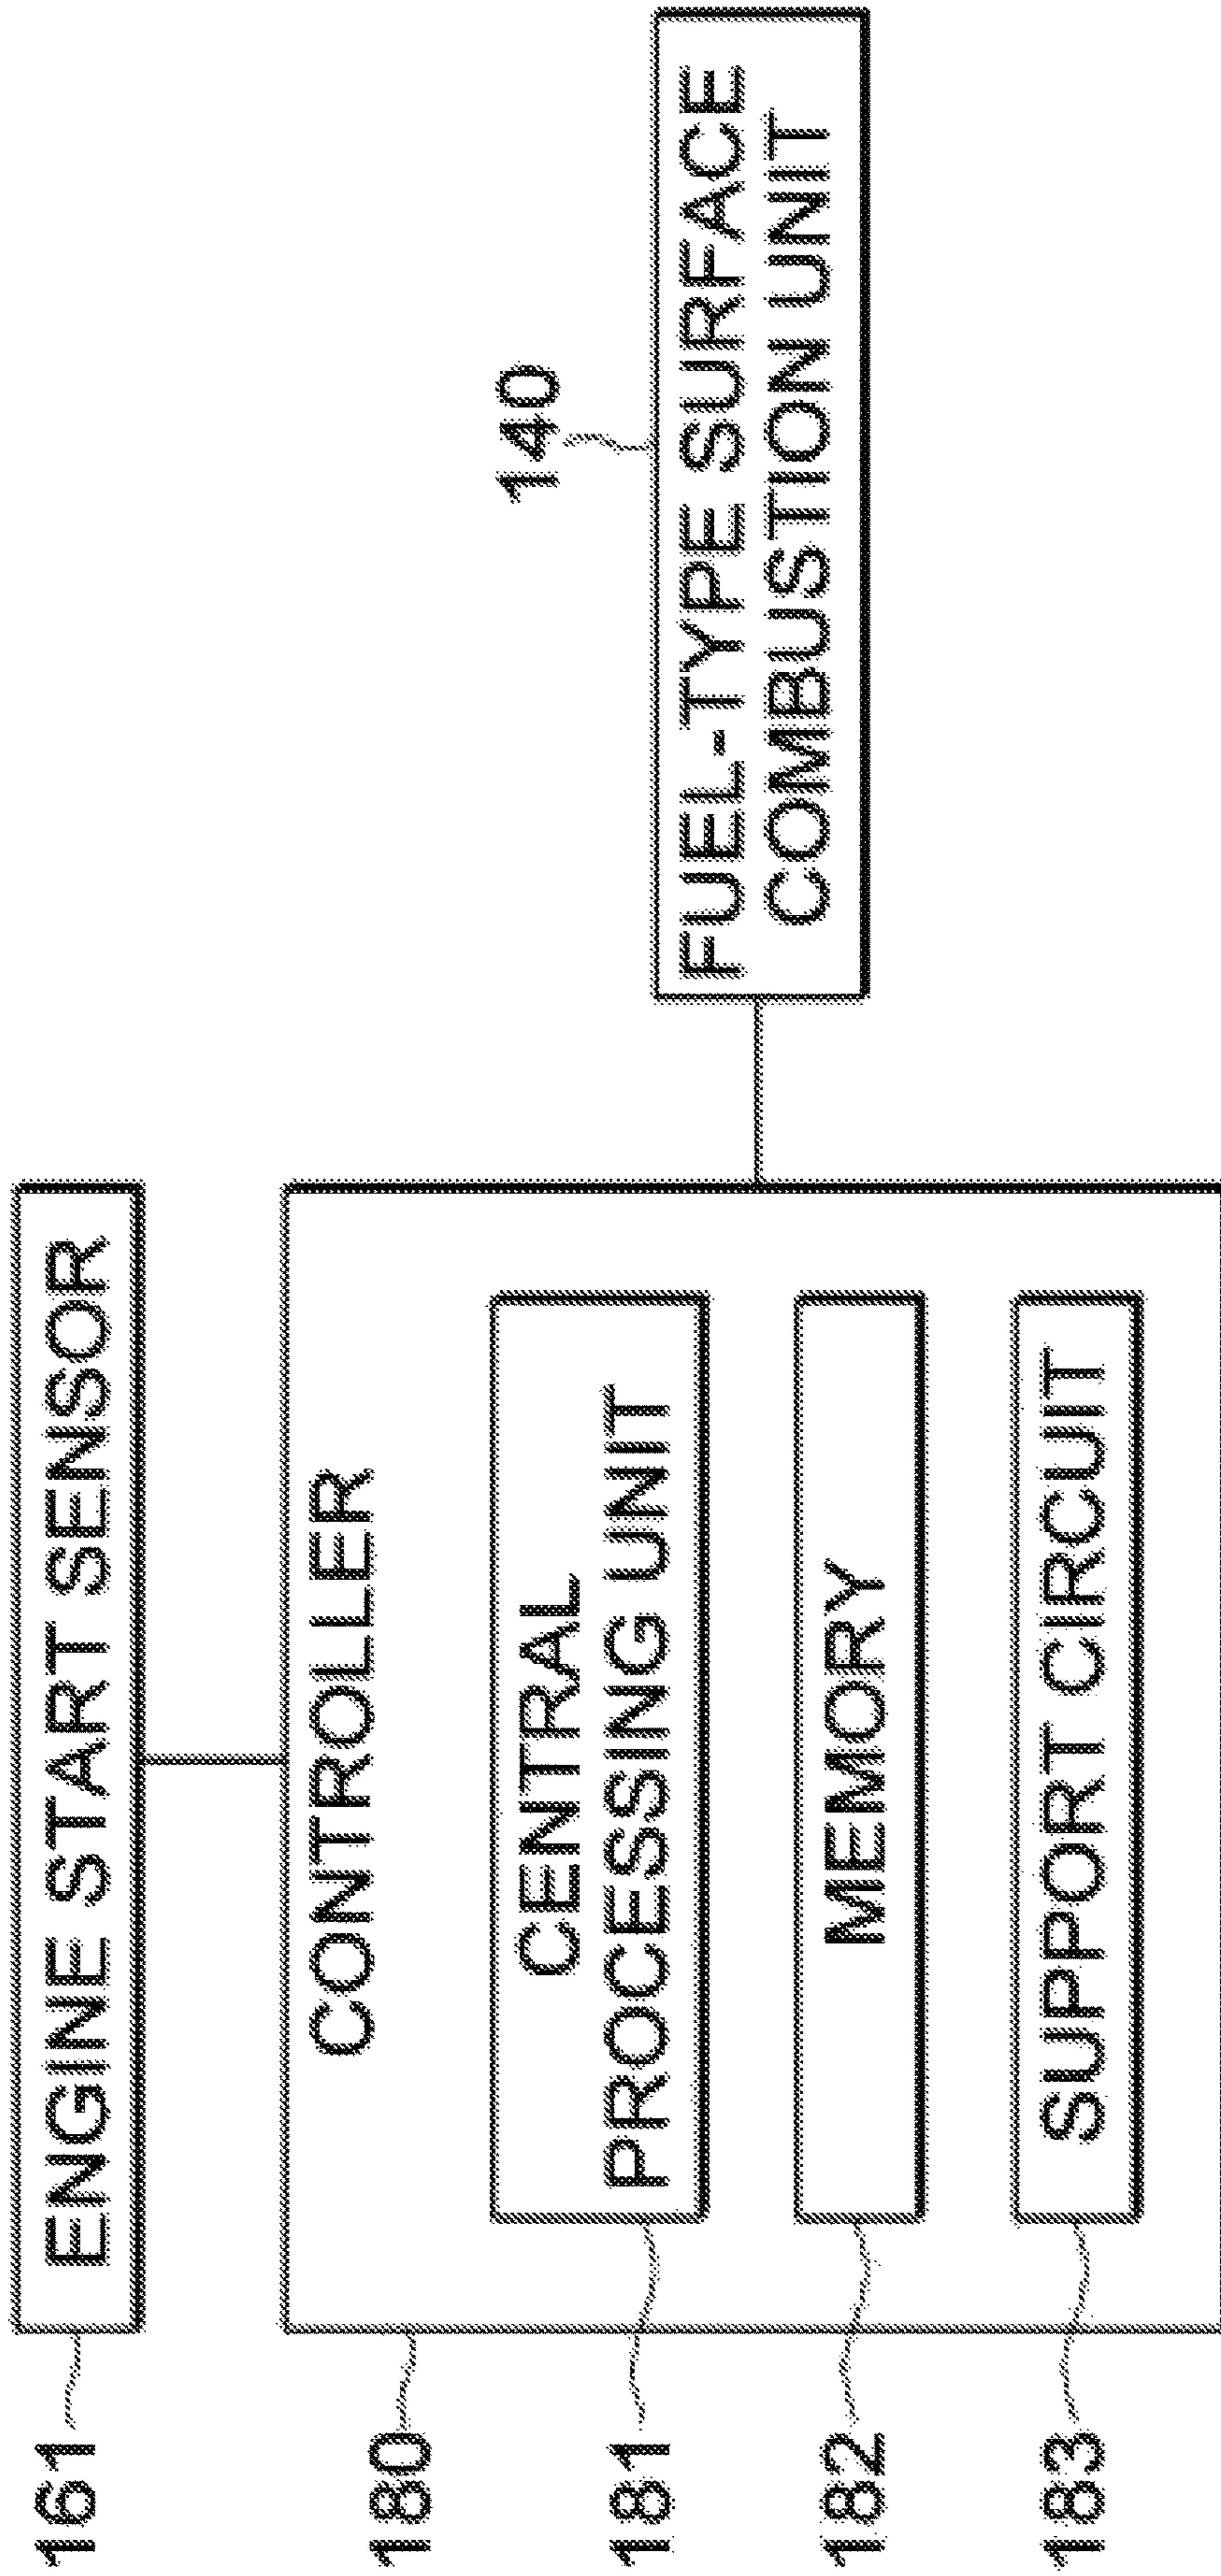 161
ENGINE START SENSOR
180
CONTROLLER
181
CENTRAL
PROCESSING UNIT
182
MEMORY
183
SUPPORT CIRCUIT
140
FUEL-TYPE SURFACE
COMBUSTION UNIT